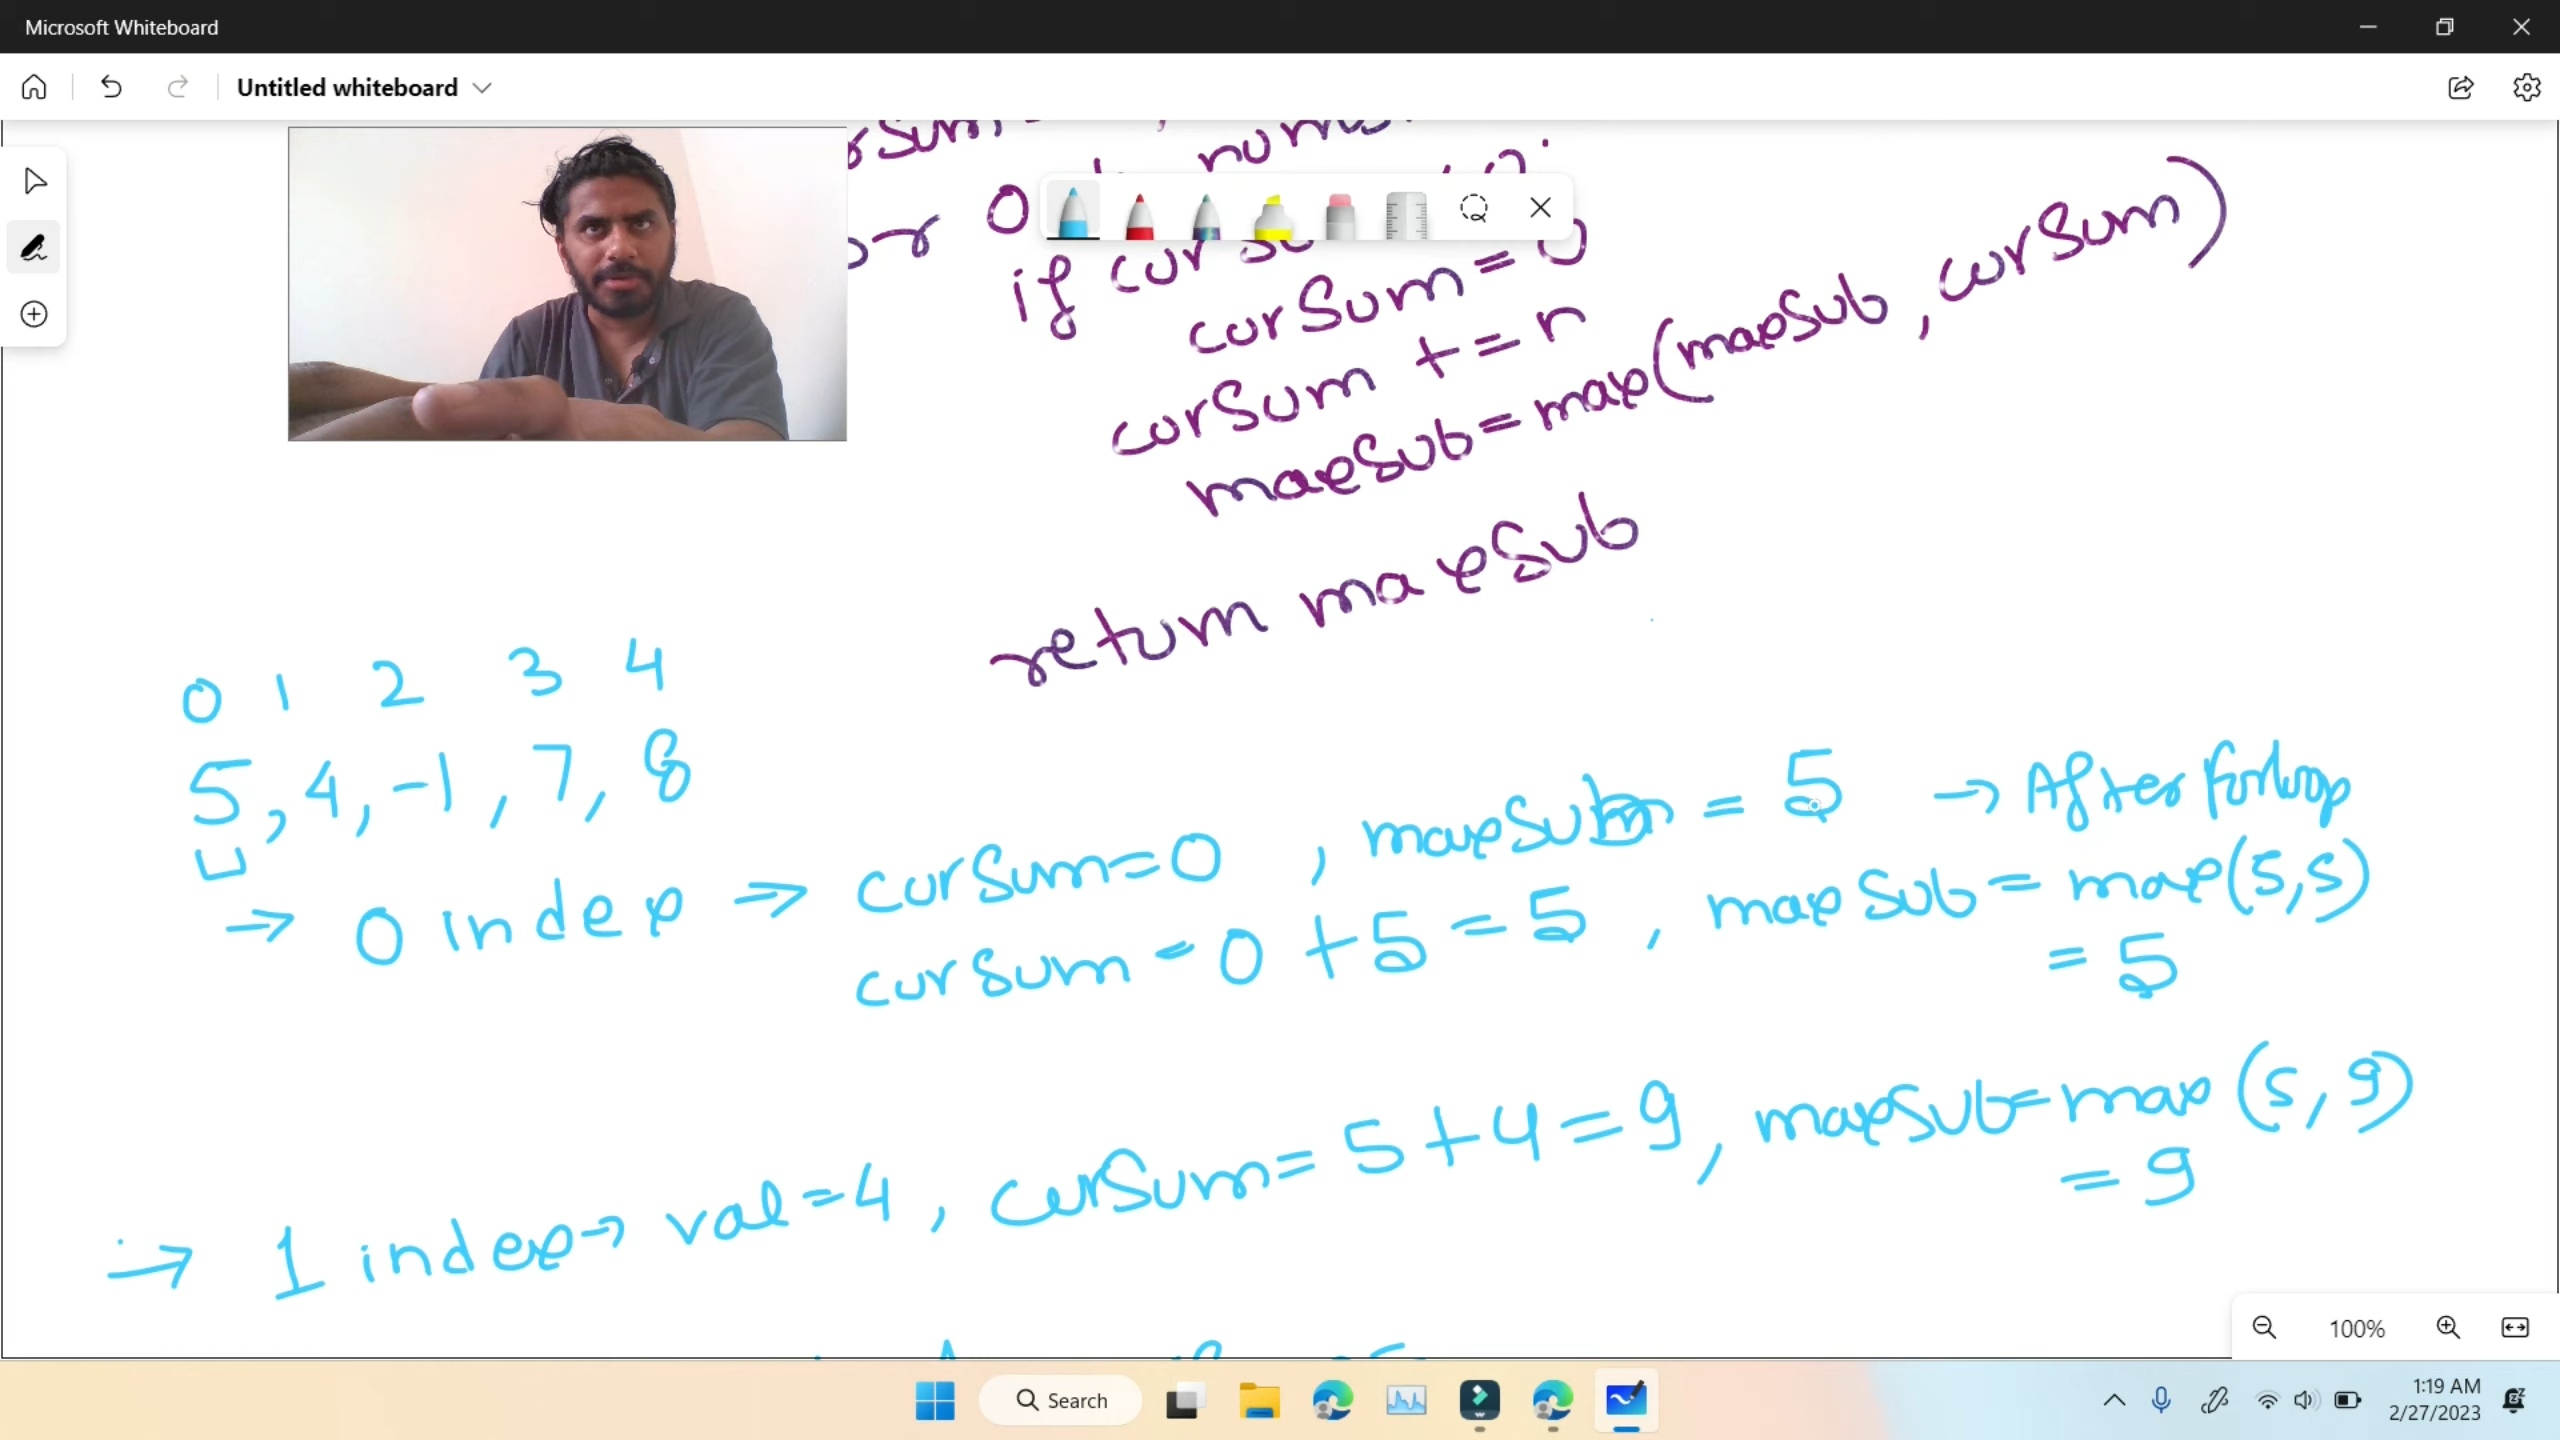 Microsoft Whiteboard
Untitled whiteboard
nums:
if curSum
curSum = 0
curSum += n
maxSub = max(maxSub, curSum)
return maxSub
0 1 2 3 4
5, 4, -1, 7, 8
→ 0 index → curSum=0, maxSub = 5 → After forloop
curSum = 0 + 5 = 5, maxSub = max(5,5)
= 5
→ 1 index → val = 4, curSum = 5 + 4 = 9, maxSub = max (5, 9)
= 9
100%
Search
1:19 AM
2/27/2023